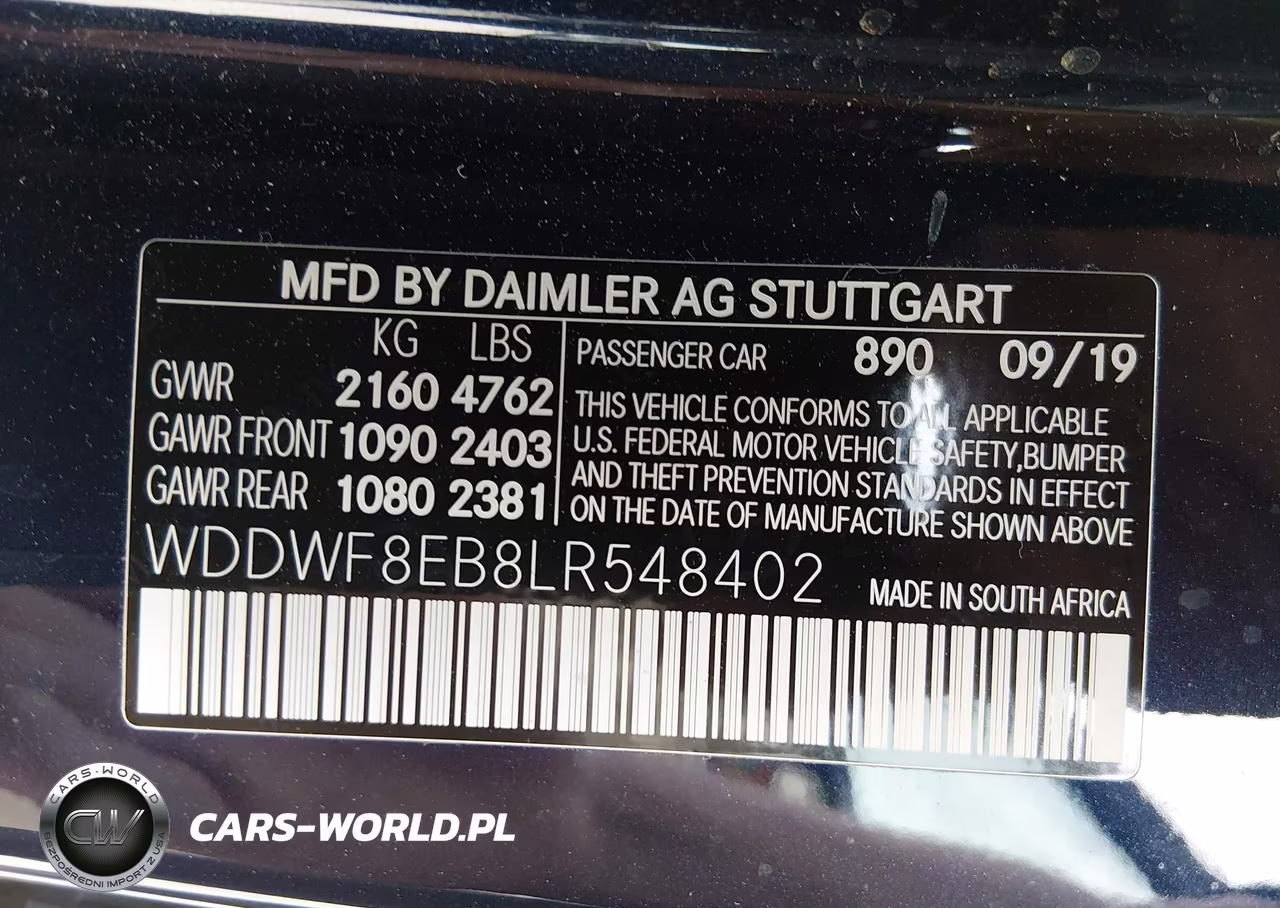 MFD BY DAIMLER AG STUTTGART
KG LBS
GVWR 2160 4762
GAWR FRONT 1090 2403
GAWR REAR 1080 2381
PASSENGER CAR 890 09/19
THIS VEHICLE CONFORMS TO ALL APPLICABLE
U.S. FEDERAL MOTOR VEHICLE SAFETY,BUMPER
AND THEFT PREVENTION STANDARDS IN EFFECT
ON THE DATE OF MANUFACTURE SHOWN ABOVE
WDDWF8EB8LR548402
MADE IN SOUTH AFRICA
CARS-WORLD
CW
BEZPOŚREDNI IMPORT Z USA
CARS-WORLD.PL